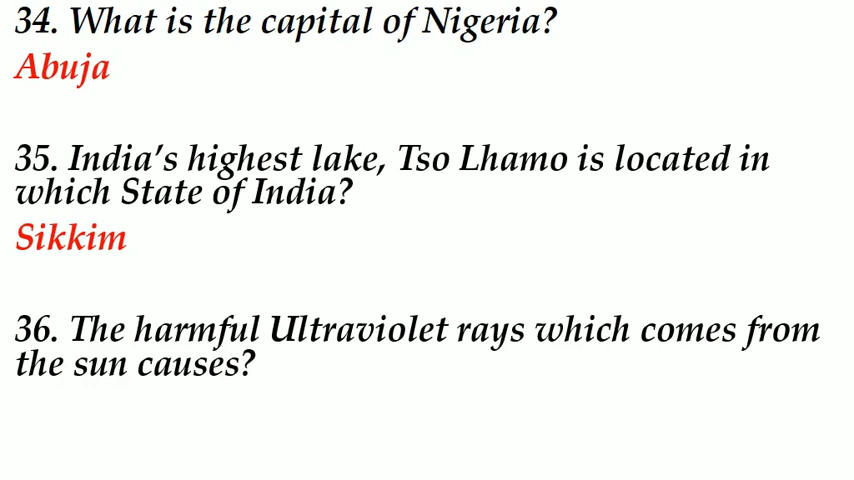 34. What is the capital of Nigeria?
Abuja
35. India’s highest lake, Tso Lhamo is located in
which State of India?
Sikkim
36. The harmful Ultraviolet rays which comes from
the sun causes?